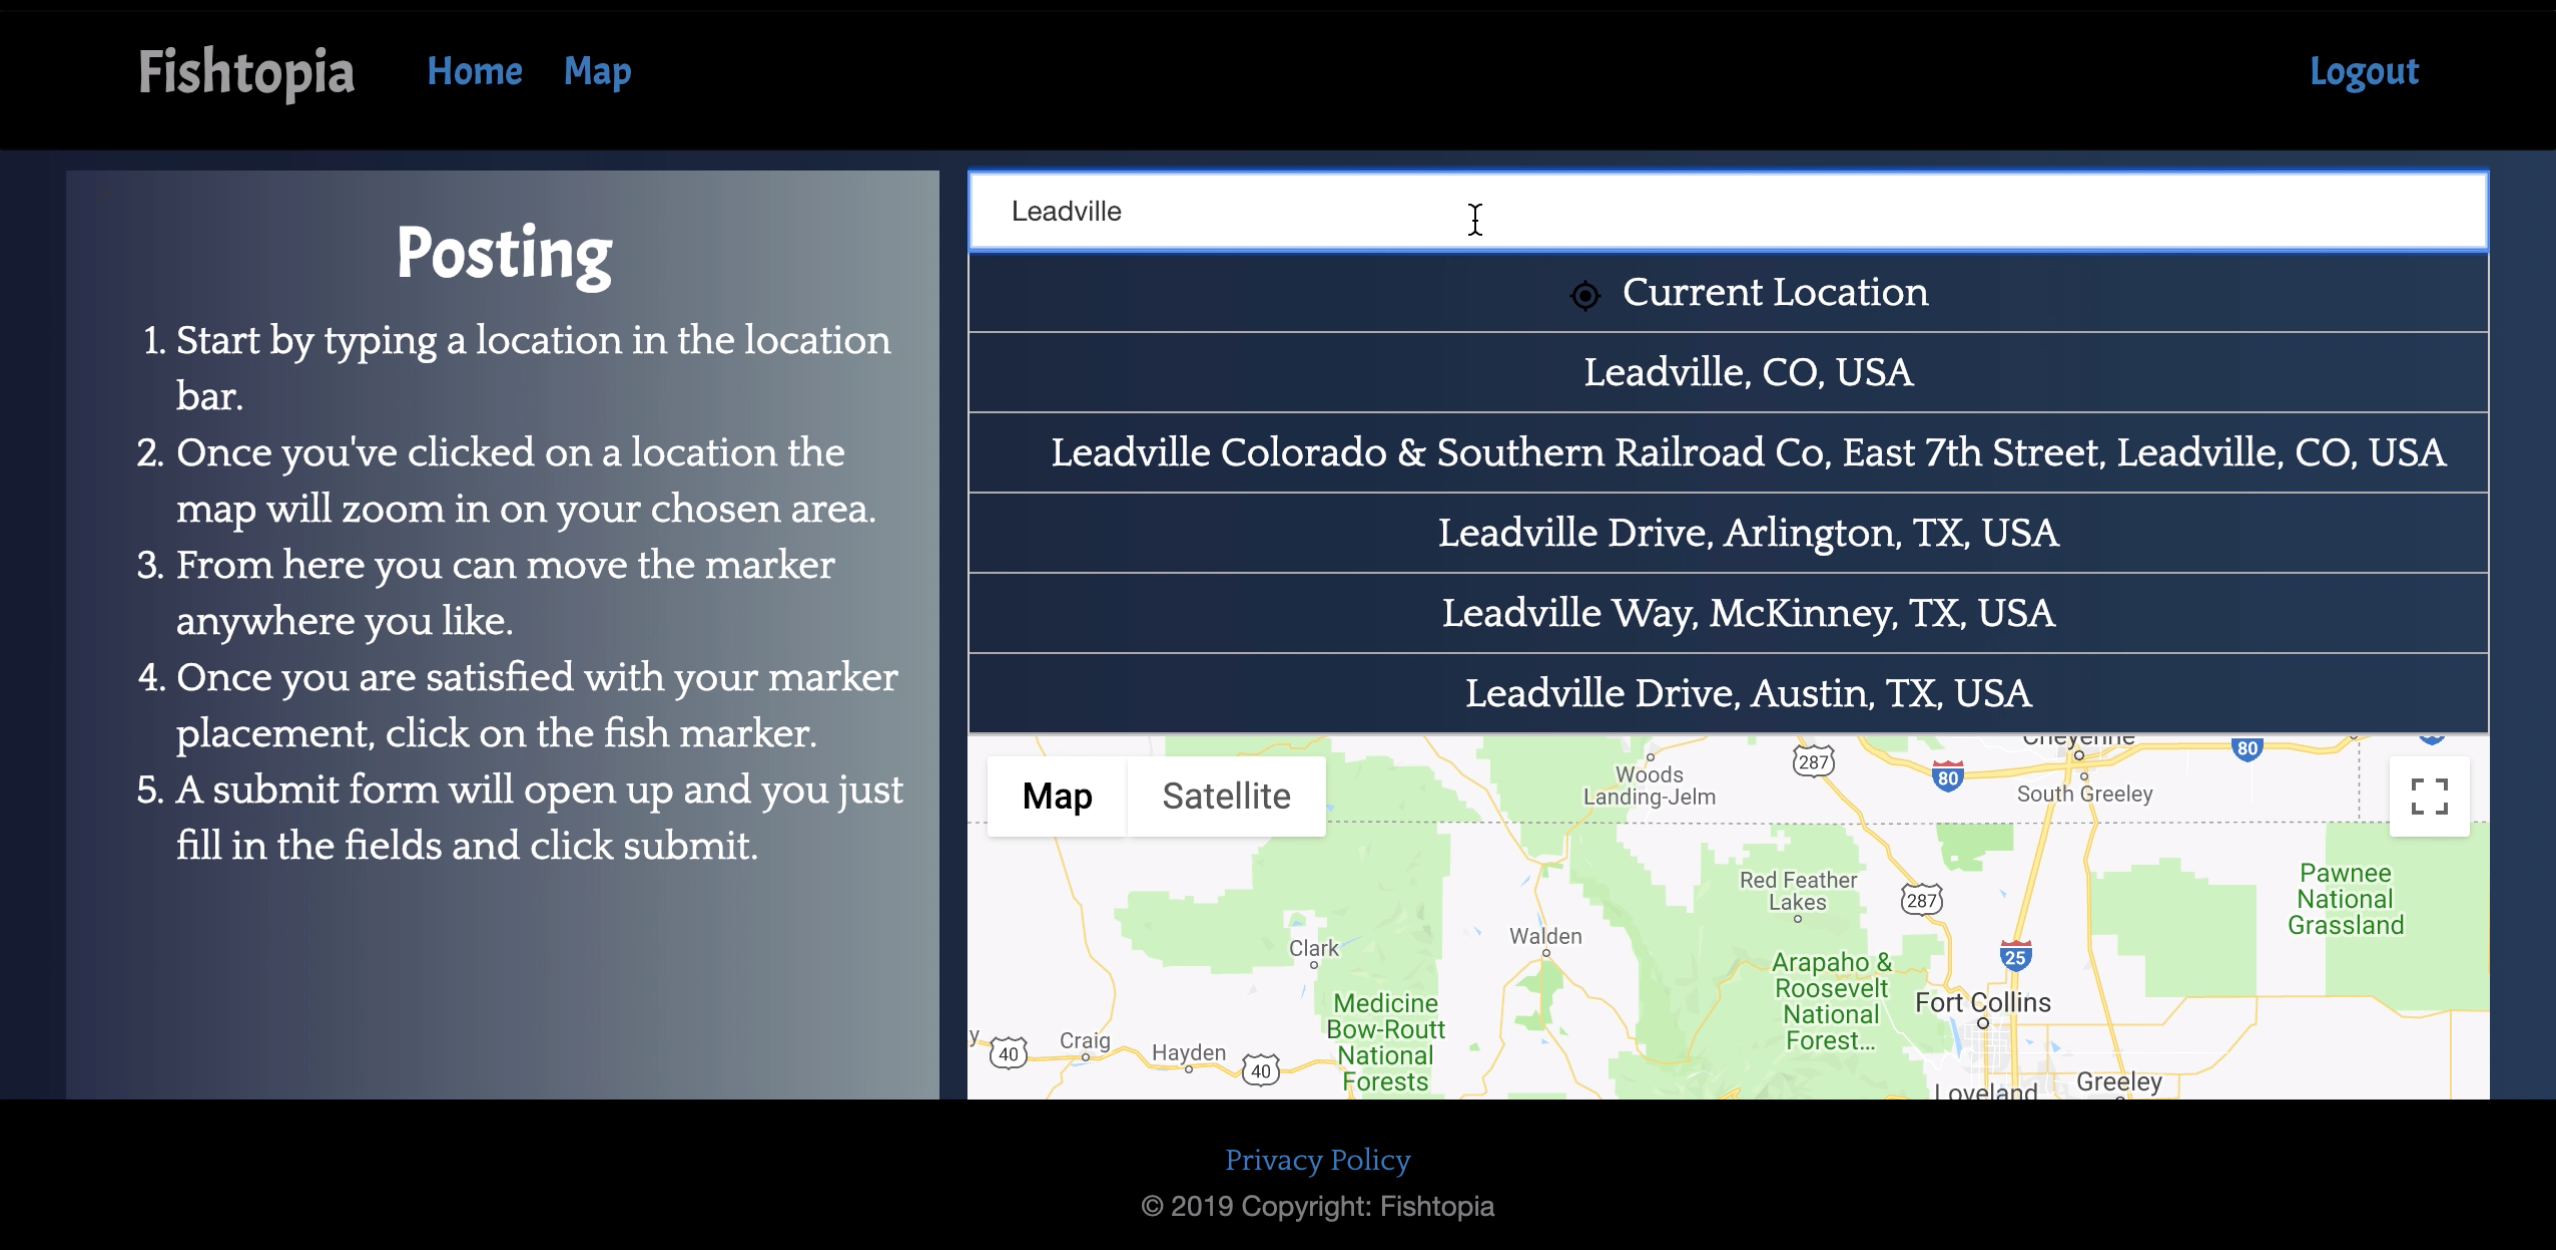 Fishtopia Home Map Logout
Posting
1. Start by typing a location in the location
bar.
2. Once you've clicked on a location the
map will zoom in on your chosen area.
3. From here you can move the marker
anywhere you like.
4. Once you are satisfied with your marker
placement, click on the fish marker.
5. A submit form will open up and you just
fill in the fields and click submit.
Leadville
Current Location
Leadville, CO, USA
Leadville Colorado & Southern Railroad Co, East 7th Street, Leadville, CO, USA
Leadville Drive, Arlington, TX, USA
Leadville Way, McKinney, TX, USA
Leadville Drive, Austin, TX, USA
Map Satellite
Cheyenne
287
80
80
Woods
Landing-Jelm
South Greeley
Red Feather
Lakes
287
Pawnee
National
Grassland
Clark
Walden
Arapaho &
Roosevelt
National
Forest...
25
Fort Collins
Medicine
Bow-Routt
National
Forests
y
40
Craig
Hayden
40
Loveland
Greeley
Privacy Policy
© 2019 Copyright: Fishtopia